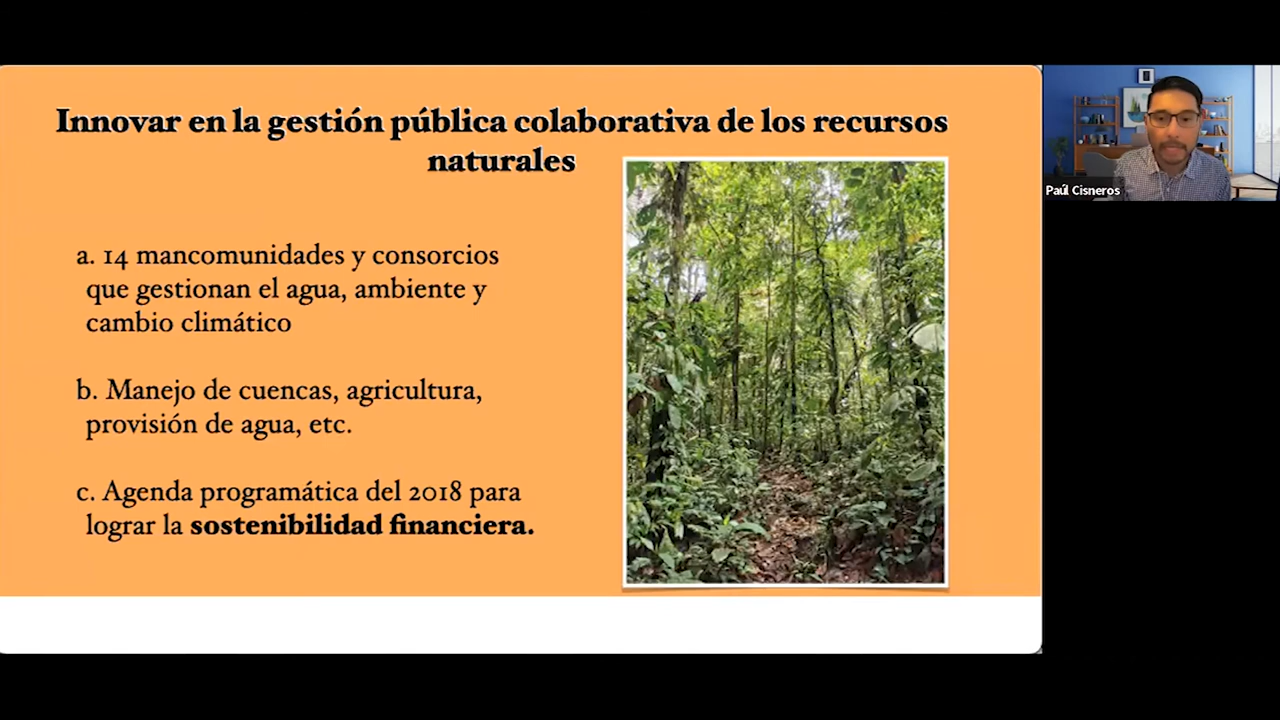 Innovar en la gestión pública colaborativa de los recursos
naturales
a. 14 mancomunidades y consorcios
que gestionan el agua, ambiente y
cambio climático
b. Manejo de cuencas, agricultura,
provisión de agua, etc.
c. Agenda programática del 2018 para
lograr la sostenibilidad financiera.
Paúl Cisneros